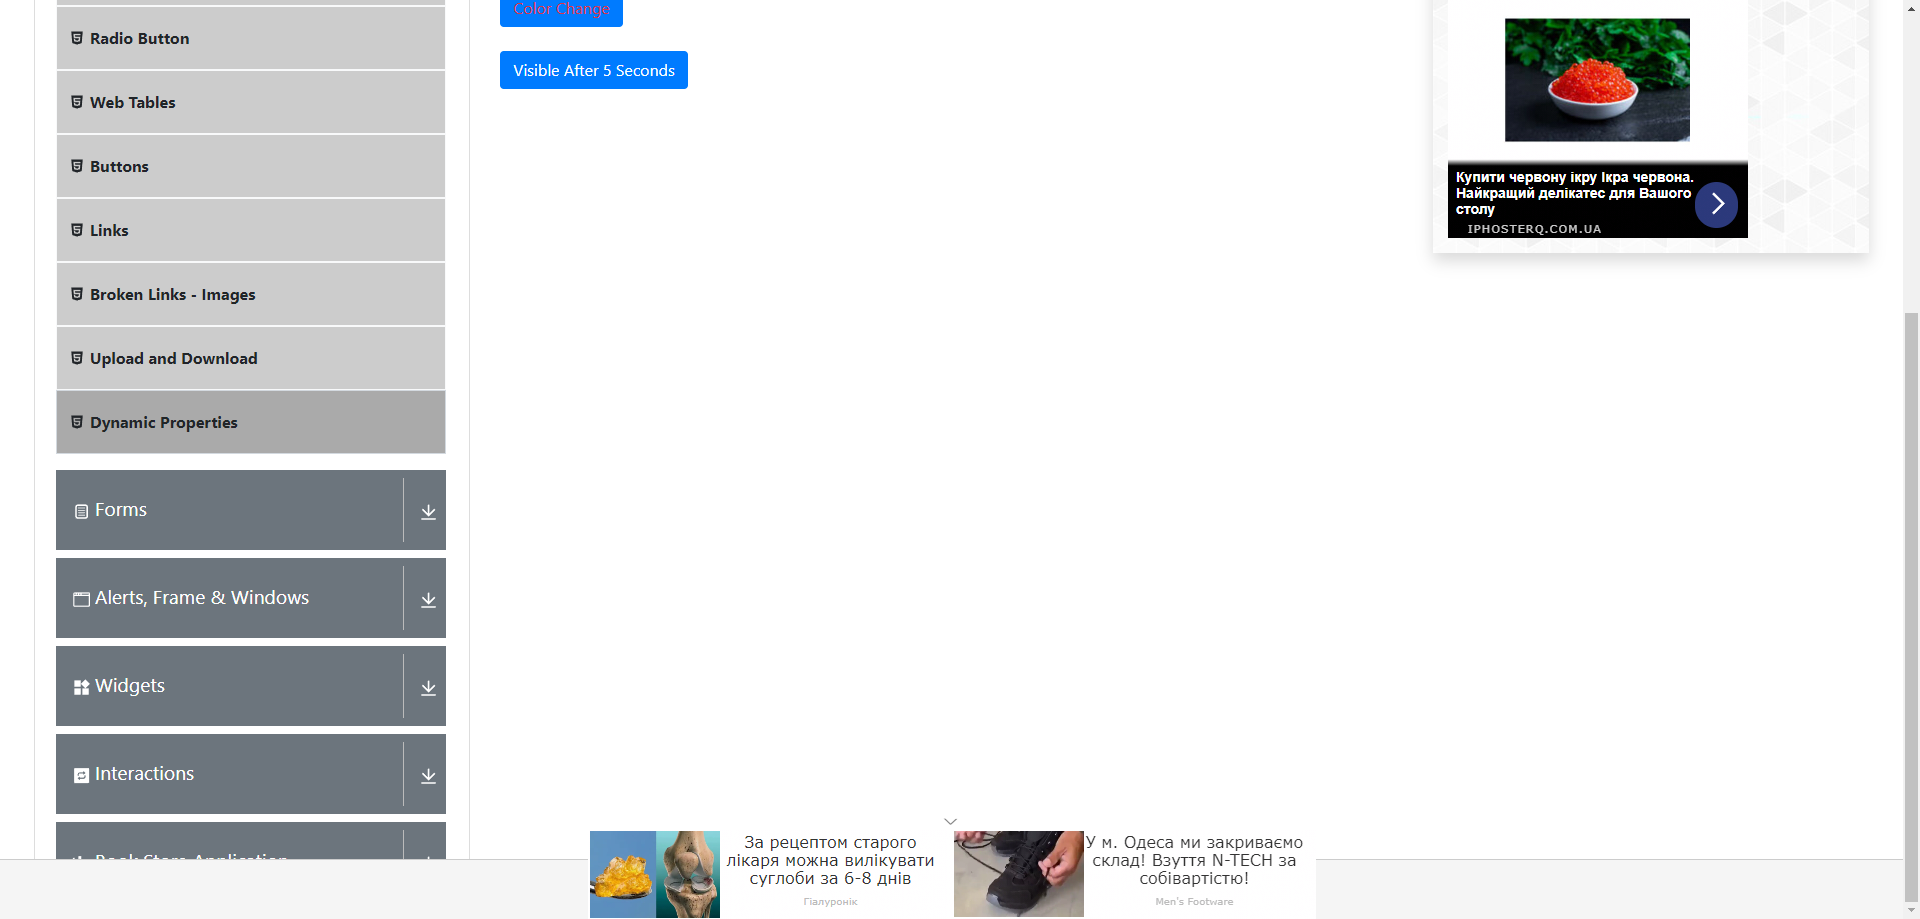 Color Change
Visible After 5 Seconds
Radio Button
Web Tables
Buttons
Links
Broken Links - Images
Upload and Download
Dynamic Properties
Forms
Alerts, Frame & Windows
Widgets
Interactions
Book Store Application
Купити червону ікру Ікра червона.
Найкращий делікатес для Вашого
столу
IPHOSTERQ.COM.UA
За рецептом старого
лікаря можна вилікувати
суглоби за 6-8 днів
Гіалуронік
У м. Одеса ми закриваємо
склад! Взуття N-TECH за
собівартістю!
Men's Footware